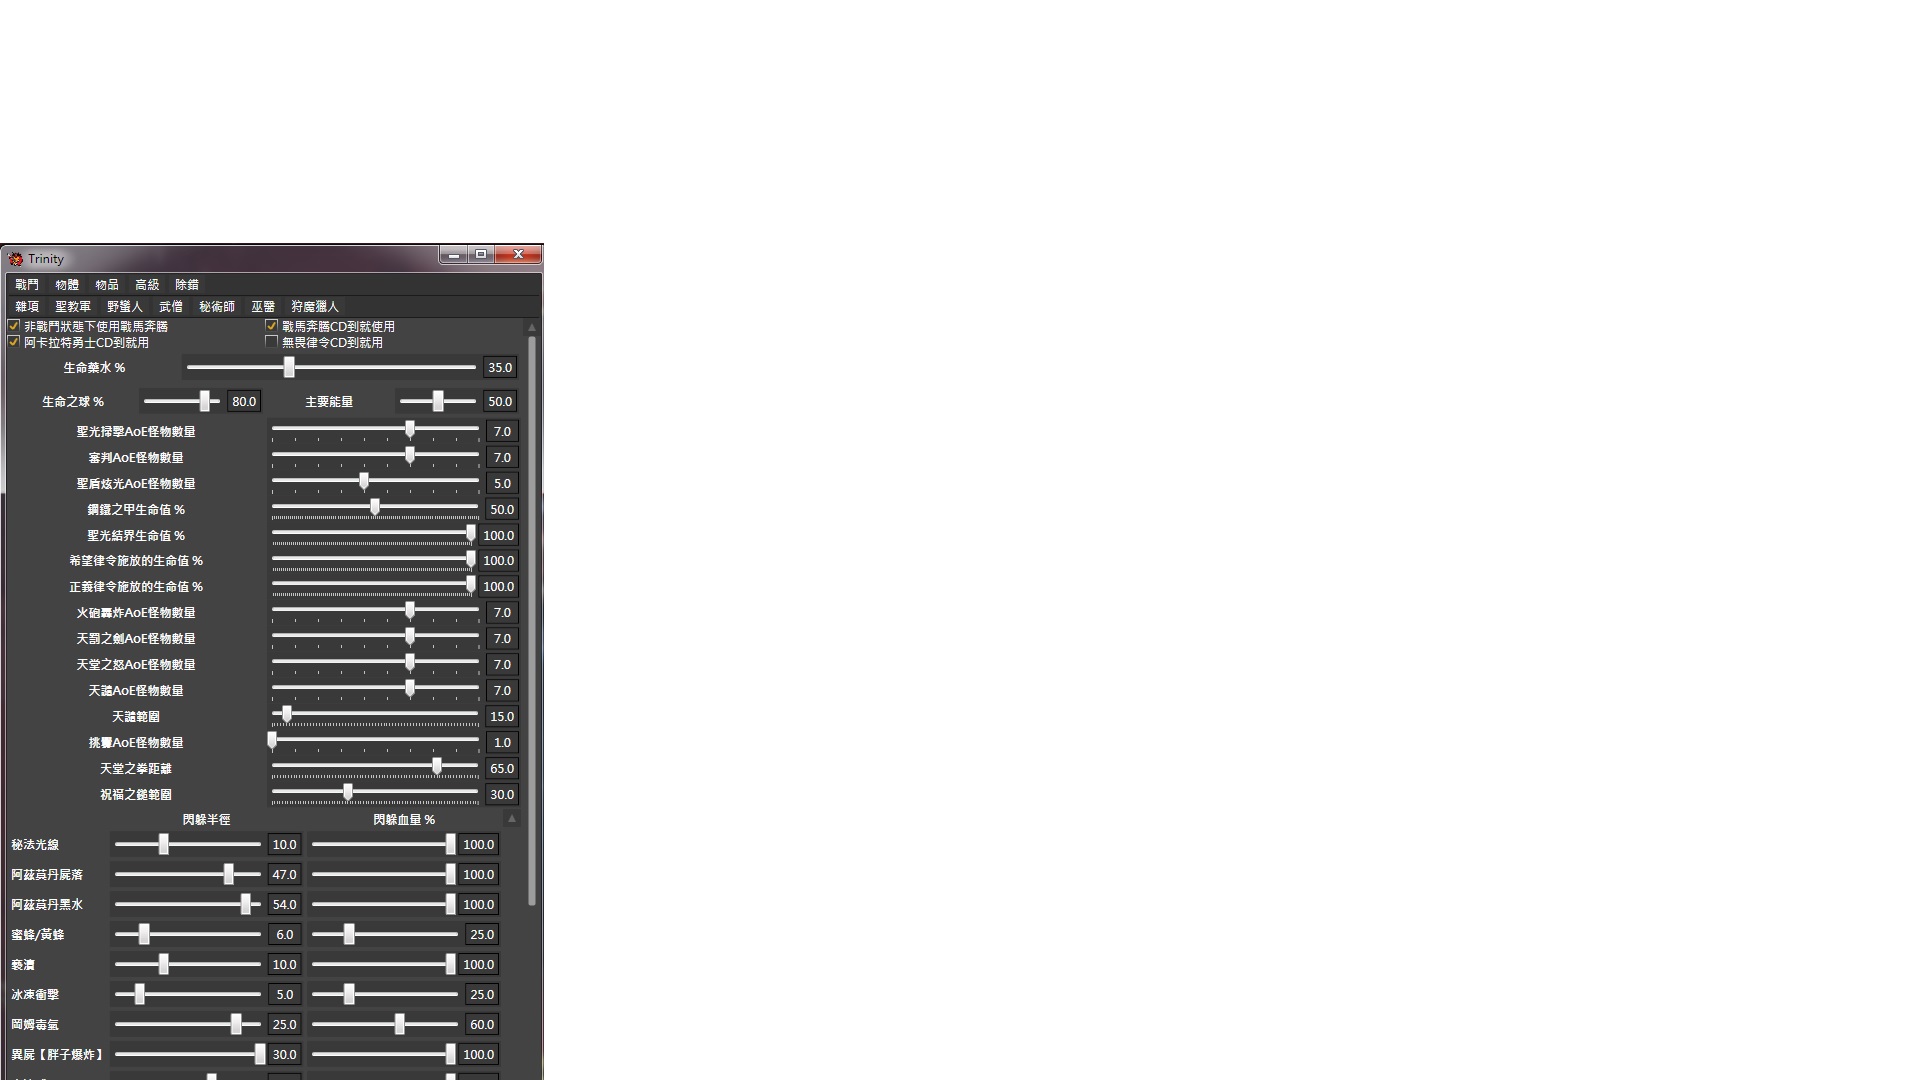 Trinity
戰鬥 物體 物品 高級 除錯
雜項 聖教軍 野蠻人 武僧 秘術師 巫醫 狩魔獵人
非戰鬥狀態下使用戰馬奔騰 戰馬奔騰CD到就使用
阿卡拉特勇士CD到就用 無畏律令CD到就用
生命藥水 % 35.0
生命之球 % 80.0 主要能量 50.0
聖光掃擊AoE怪物數量 7.0
審判AoE怪物數量 7.0
聖盾炫光AoE怪物數量 5.0
鋼鐵之甲生命值 % 50.0
聖光結界生命值 % 100.0
希望律令施放的生命值 % 100.0
正義律令施放的生命值 % 100.0
火砲轟炸AoE怪物數量 7.0
天罰之劍AoE怪物數量 7.0
天堂之怒AoE怪物數量 7.0
天譴AoE怪物數量 7.0
天譴範圍 15.0
挑釁AoE怪物數量 1.0
天堂之拳距離 65.0
祝福之鎚範圍 30.0
閃躲半徑 閃躲血量 %
秘法光線 10.0 100.0
阿茲莫丹屍落 47.0 100.0
阿茲莫丹黑水 54.0 100.0
蜜蜂/黃蜂 6.0 25.0
褻瀆 10.0 100.0
冰凍衝擊 5.0 25.0
岡姆毒氣 25.0 60.0
異屍【胖子爆炸】 30.0 100.0